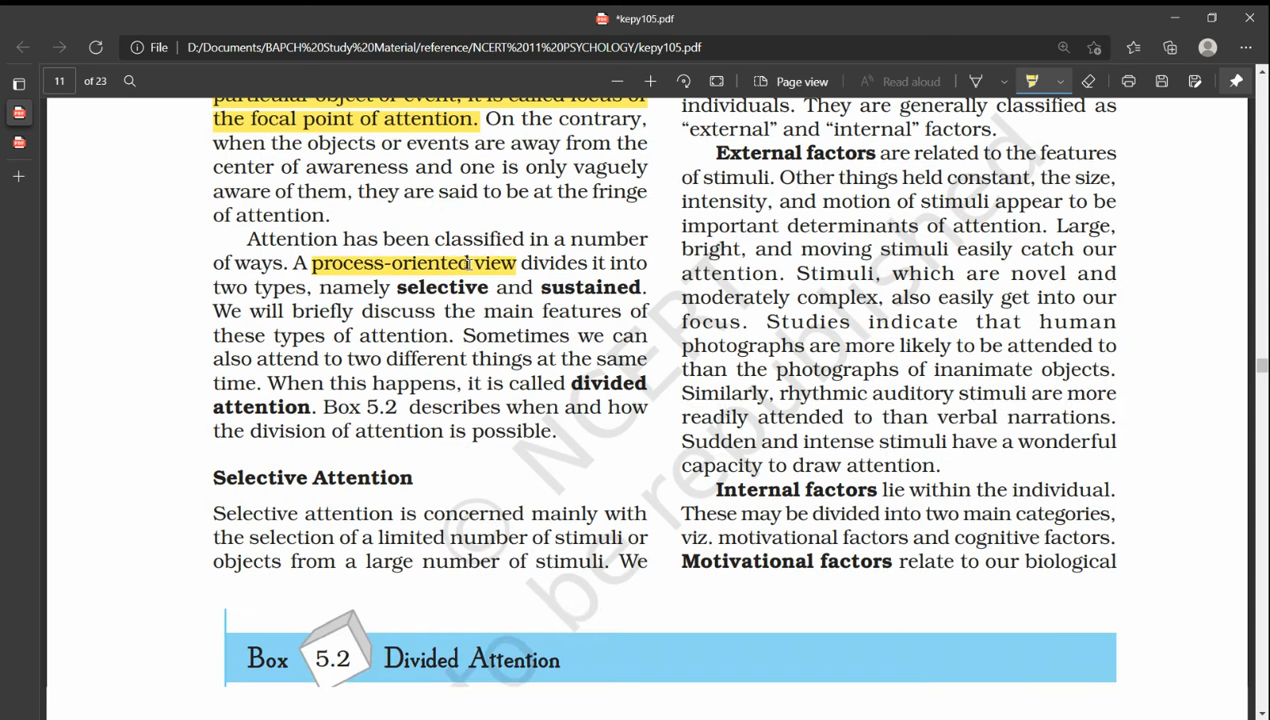 *kepy105.pdf
File
D:/Documents/BAPCH%20Study%20Material/reference/NCERT%2011%20PSYCHOLOGY/kepy105.pdf
11 of 23
Page view
Read aloud
particular object or event, it is called focus or
the focal point of attention. On the contrary,
when the objects or events are away from the
center of awareness and one is only vaguely
aware of them, they are said to be at the fringe
of attention.
Attention has been classified in a number
of ways. A process-oriented view divides it into
two types, namely selective and sustained.
We will briefly discuss the main features of
these types of attention. Sometimes we can
also attend to two different things at the same
time. When this happens, it is called divided
attention. Box 5.2 describes when and how
the division of attention is possible.
Selective Attention
Selective attention is concerned mainly with
the selection of a limited number of stimuli or
objects from a large number of stimuli. We
individuals. They are generally classified as
“external” and “internal” factors.
External factors are related to the features
of stimuli. Other things held constant, the size,
intensity, and motion of stimuli appear to be
important determinants of attention. Large,
bright, and moving stimuli easily catch our
attention. Stimuli, which are novel and
moderately complex, also easily get into our
focus. Studies indicate that human
photographs are more likely to be attended to
than the photographs of inanimate objects.
Similarly, rhythmic auditory stimuli are more
readily attended to than verbal narrations.
Sudden and intense stimuli have a wonderful
capacity to draw attention.
Internal factors lie within the individual.
These may be divided into two main categories,
viz. motivational factors and cognitive factors.
Motivational factors relate to our biological
Box 5.2 Divided Attention
© NCERT
to be republished